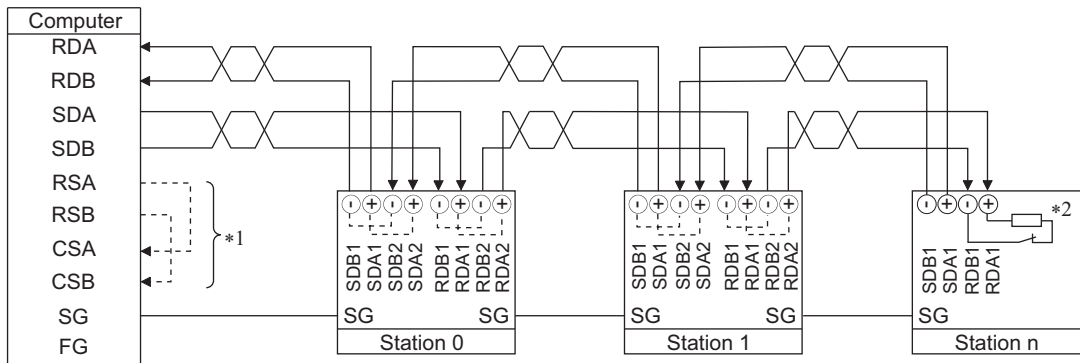 Computer
RDA
RDB
SDA
SDB
RSA
RSB
CSA
CSB
SG
FG
*1
- + - + - + - +
SDB1 SDA1 SDB2 SDA2 RDB1 RDA1 RDB2 RDA2
SG SG
Station 0
- + - + - + - +
SDB1 SDA1 SDB2 SDA2 RDB1 RDA1 RDB2 RDA2
SG SG
Station 1
- + - +
*2
SDB1 SDA1 RDB1 RDA1
SG
Station n